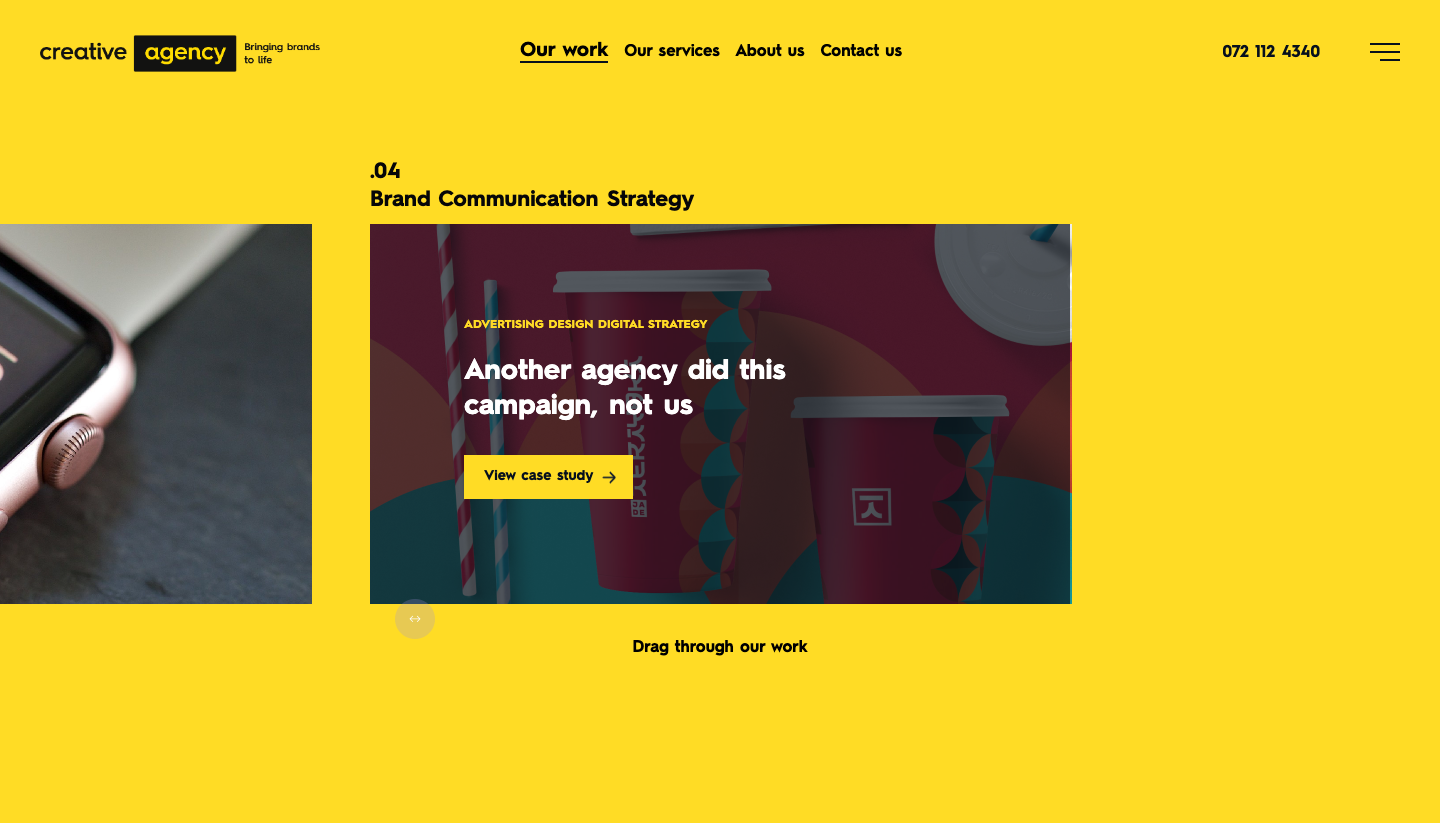 creative agency
Bringing brands
to life
Our work
Our services
About us
Contact us
072 112 4340
.04
Brand Communication Strategy
ADVERTISING DESIGN DIGITAL STRATEGY
Another agency did this
campaign, not us
View case study
JA
DE
Drag through our work